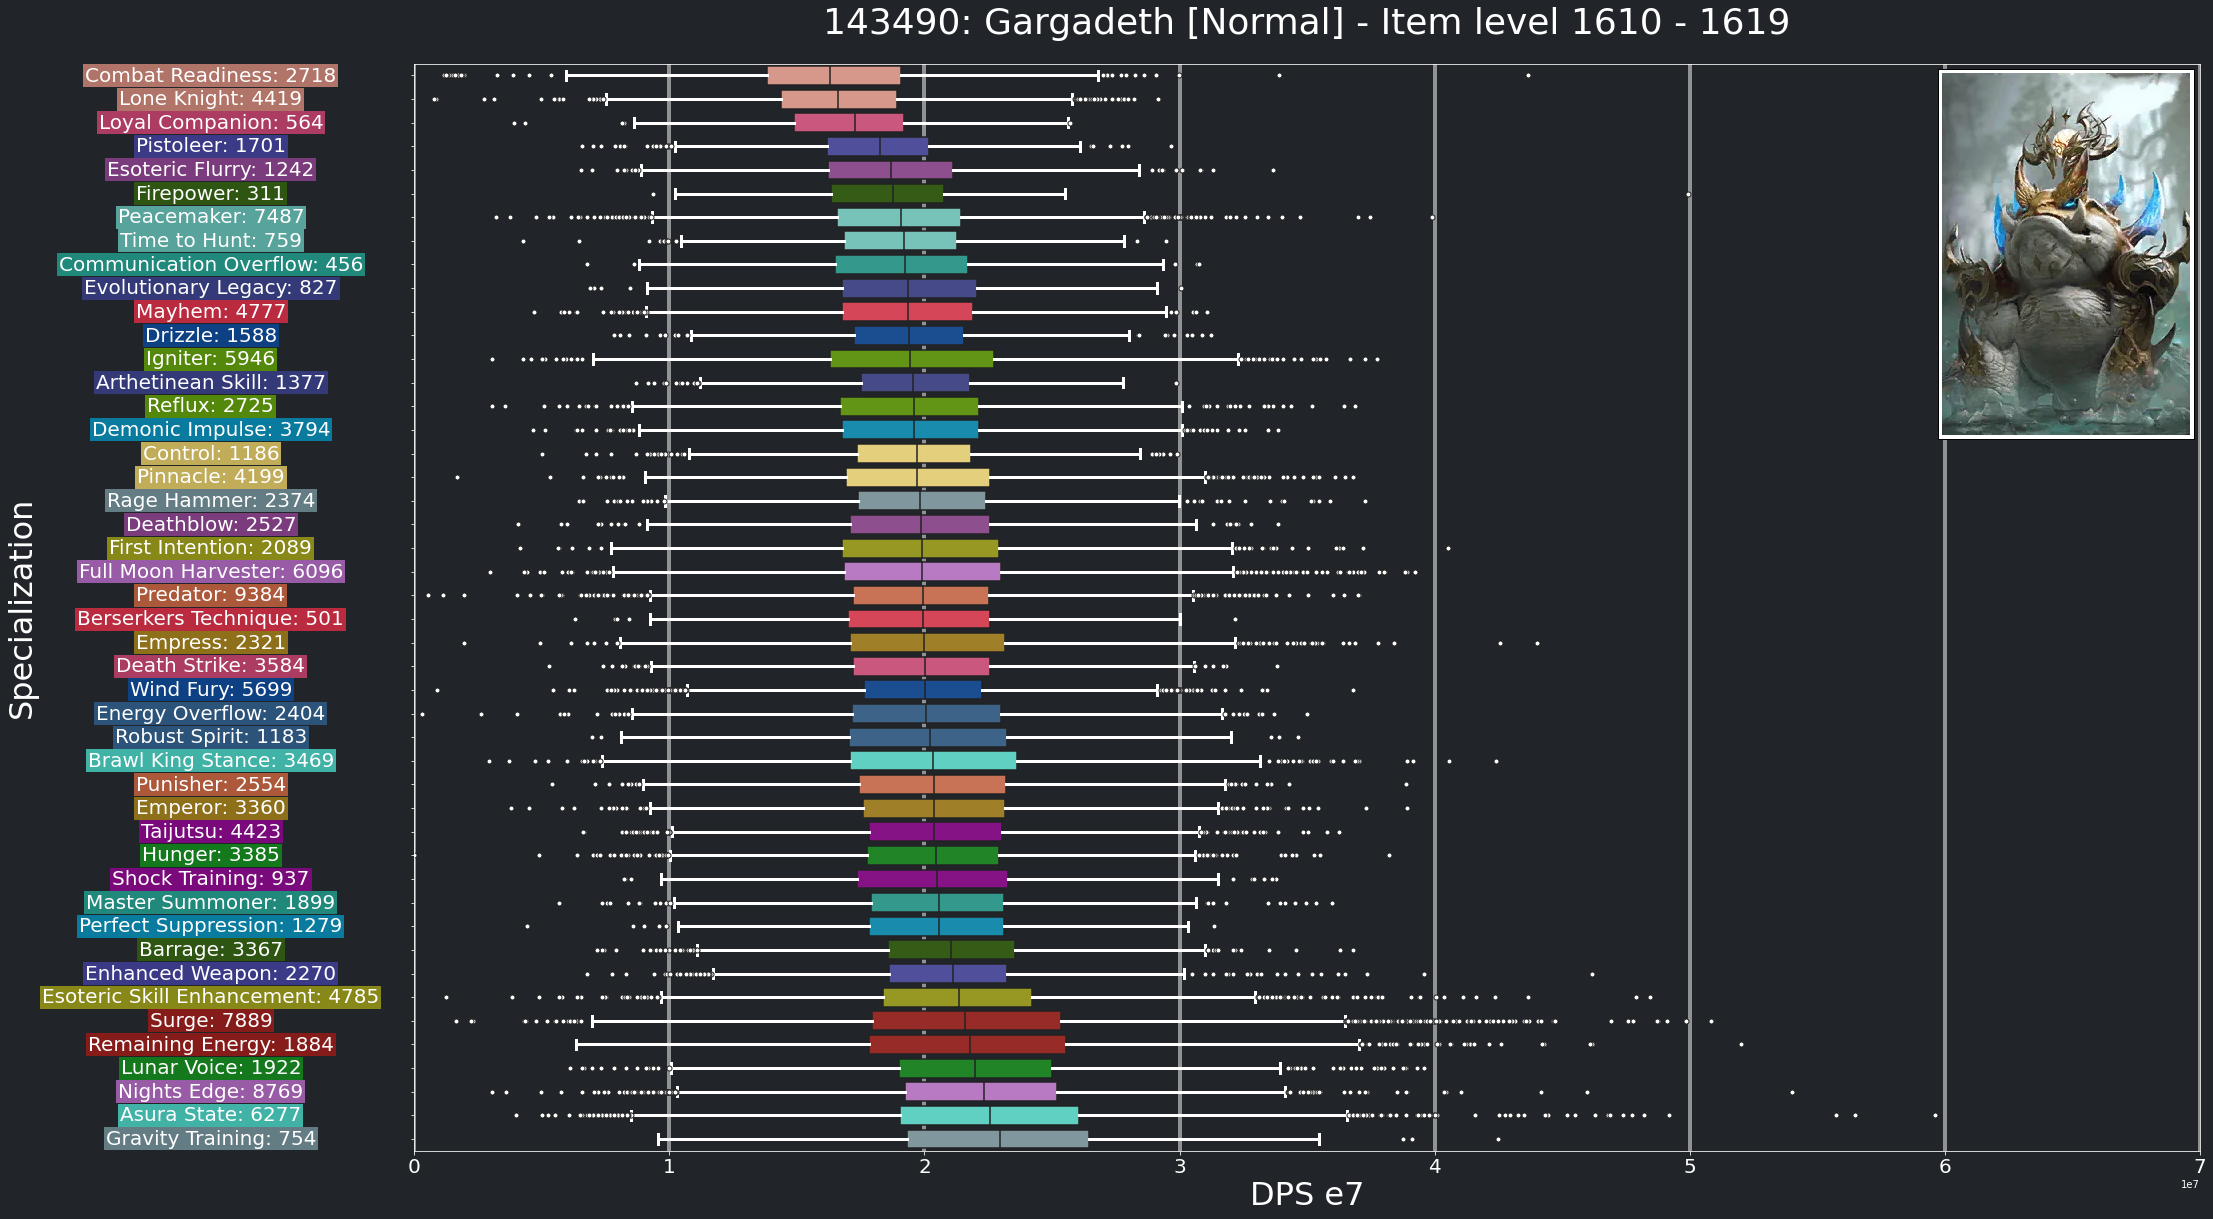 143490: Gargadeth [Normal] - Item level 1610 - 1619
Specialization
Combat Readiness: 2718
Lone Knight: 4419
Loyal Companion: 564
Pistoleer: 1701
Esoteric Flurry: 1242
Firepower: 311
Peacemaker: 7487
Time to Hunt: 759
Communication Overflow: 456
Evolutionary Legacy: 827
Mayhem: 4777
Drizzle: 1588
Igniter: 5946
Arthetinean Skill: 1377
Reflux: 2725
Demonic Impulse: 3794
Control: 1186
Pinnacle: 4199
Rage Hammer: 2374
Deathblow: 2527
First Intention: 2089
Full Moon Harvester: 6096
Predator: 9384
Berserkers Technique: 501
Empress: 2321
Death Strike: 3584
Wind Fury: 5699
Energy Overflow: 2404
Robust Spirit: 1183
Brawl King Stance: 3469
Punisher: 2554
Emperor: 3360
Taijutsu: 4423
Hunger: 3385
Shock Training: 937
Master Summoner: 1899
Perfect Suppression: 1279
Barrage: 3367
Enhanced Weapon: 2270
Esoteric Skill Enhancement: 4785
Surge: 7889
Remaining Energy: 1884
Lunar Voice: 1922
Nights Edge: 8769
Asura State: 6277
Gravity Training: 754
0 1 2 3 4 5 6 7
1e7
DPS e7